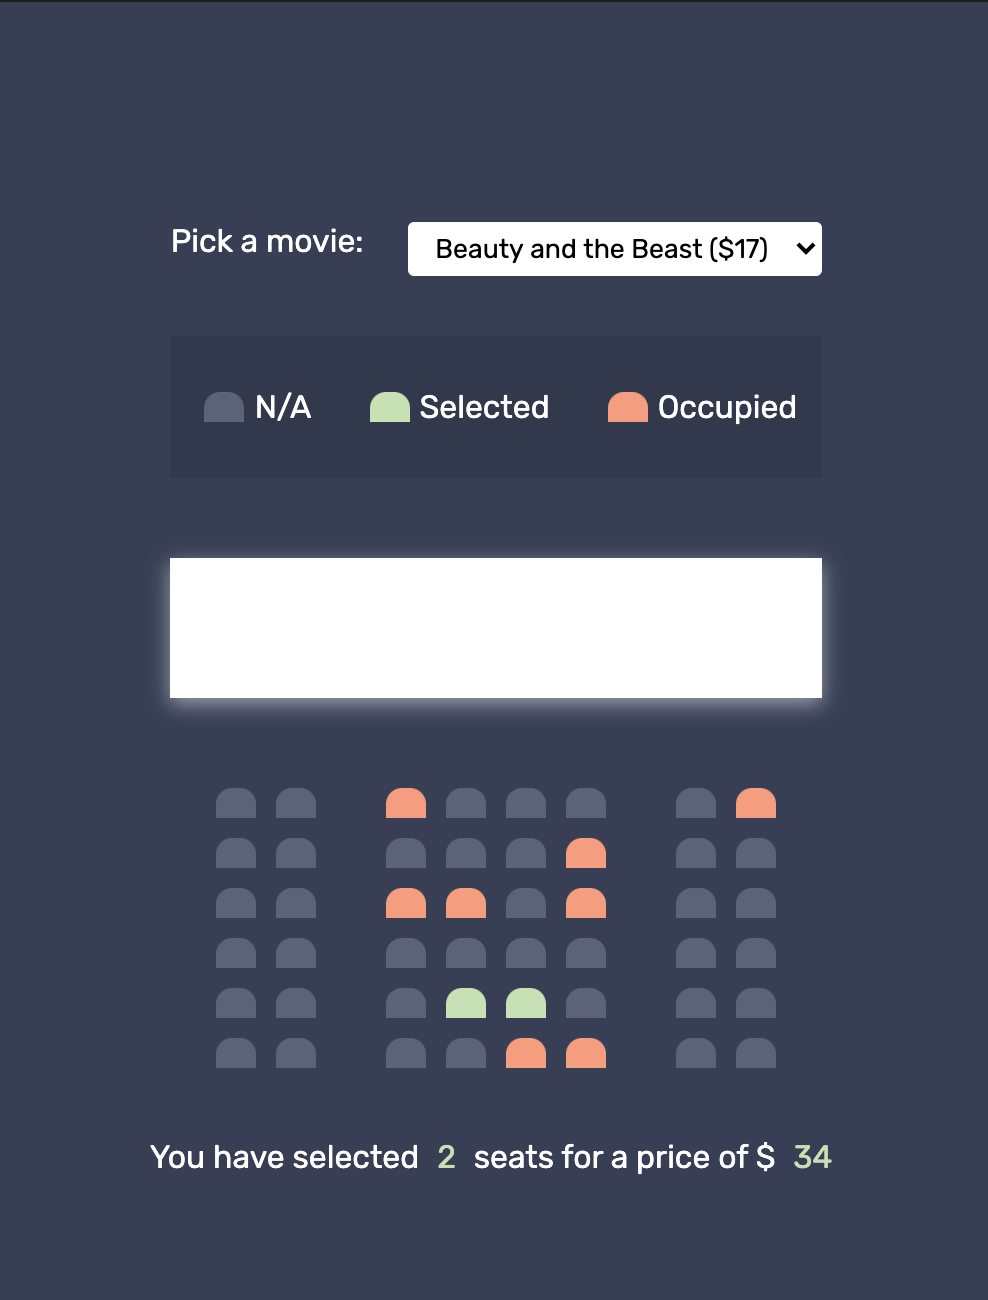 Pick a movie:
Beauty and the Beast ($17)
N/A
Selected
Occupied
You have selected 2 seats for a price of $ 34